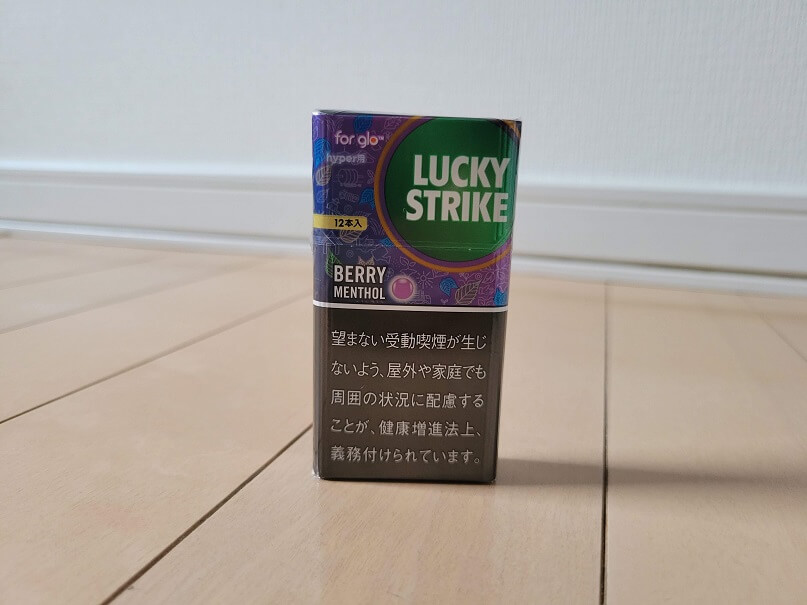 for glo™
hyper用
LUCKY
STRIKE
12本入
BERRY
MENTHOL
望まない受動喫煙が生じ
ないよう、屋外や家庭でも
周囲の状況に配慮する
ことが、健康増進法上、
義務付けられています。